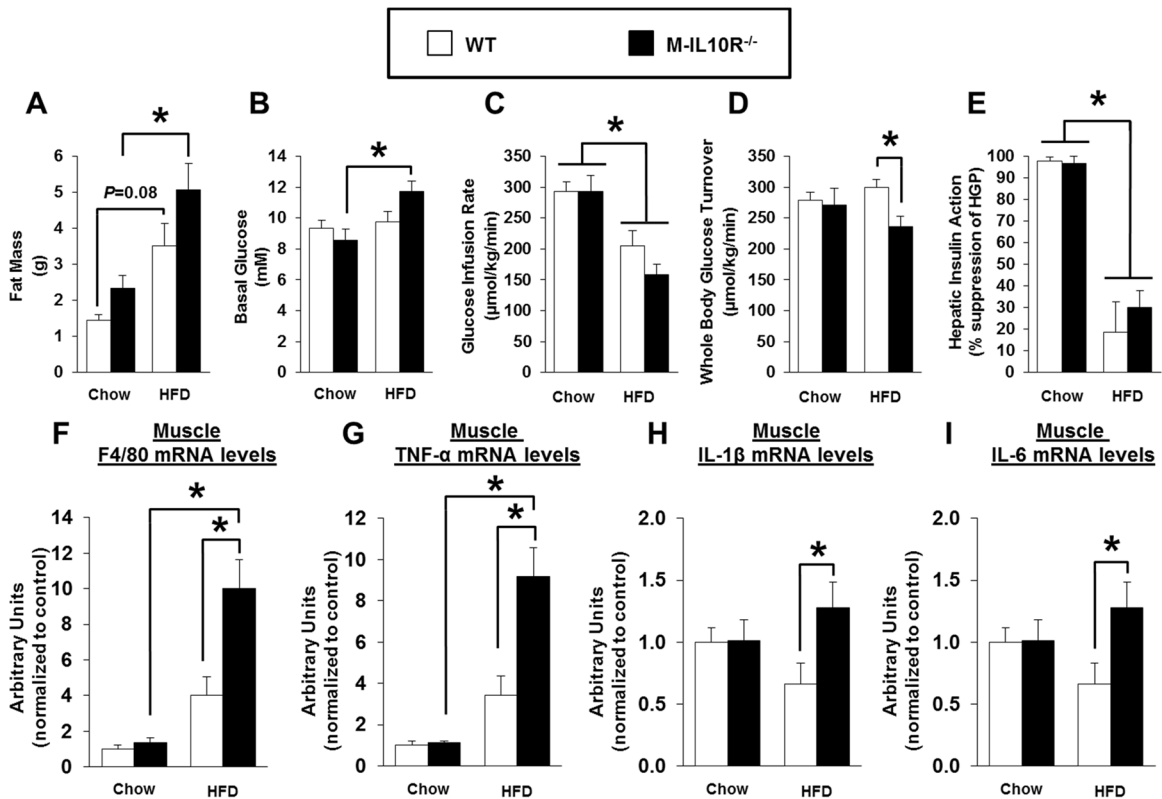 WT
M-IL10R-/-
A
B
C
D
E
*
P=0.08
Fat Mass
(g)
6
5
4
3
2
1
0
Chow
HFD
*
Basal Glucose
(mM)
14
12
10
8
6
4
2
0
Chow
HFD
*
Glucose Infusion Rate
(µmol/kg/min)
350
300
250
200
150
100
50
0
Chow
HFD
*
Whole Body Glucose Turnover
(µmol/kg/min)
350
300
250
200
150
100
50
0
Chow
HFD
*
Hepatic Insulin Action
(% suppression of HGP)
100
90
80
70
60
50
40
30
20
10
0
Chow
HFD
F
Muscle
F4/80 mRNA levels
*
*
Arbitrary Units
(normalized to control)
14
12
10
8
6
4
2
0
Chow
HFD
G
Muscle
TNF-α mRNA levels
*
*
Arbitrary Units
(normalized to control)
12
10
8
6
4
2
0
Chow
HFD
H
Muscle
IL-1β mRNA levels
*
Arbitrary Units
(normalized to control)
2.0
1.5
1.0
0.5
0.0
Chow
HFD
I
Muscle
IL-6 mRNA levels
*
Arbitrary Units
(normalized to control)
2.0
1.5
1.0
0.5
0.0
Chow
HFD